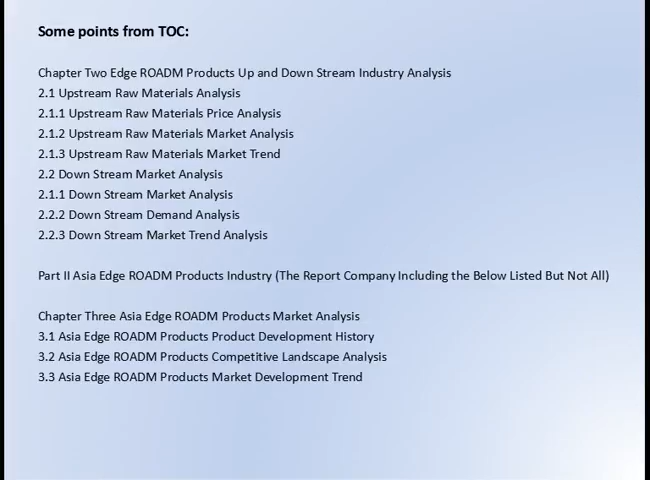 Some points from TOC:
Chapter Two Edge ROADM Products Up and Down Stream Industry Analysis
2.1 Upstream Raw Materials Analysis
2.1.1 Upstream Raw Materials Price Analysis
2.1.2 Upstream Raw Materials Market Analysis
2.1.3 Upstream Raw Materials Market Trend
2.2 Down Stream Market Analysis
2.1.1 Down Stream Market Analysis
2.2.2 Down Stream Demand Analysis
2.2.3 Down Stream Market Trend Analysis
Part II Asia Edge ROADM Products Industry (The Report Company Including the Below Listed But Not All)
Chapter Three Asia Edge ROADM Products Market Analysis
3.1 Asia Edge ROADM Products Product Development History
3.2 Asia Edge ROADM Products Competitive Landscape Analysis
3.3 Asia Edge ROADM Products Market Development Trend